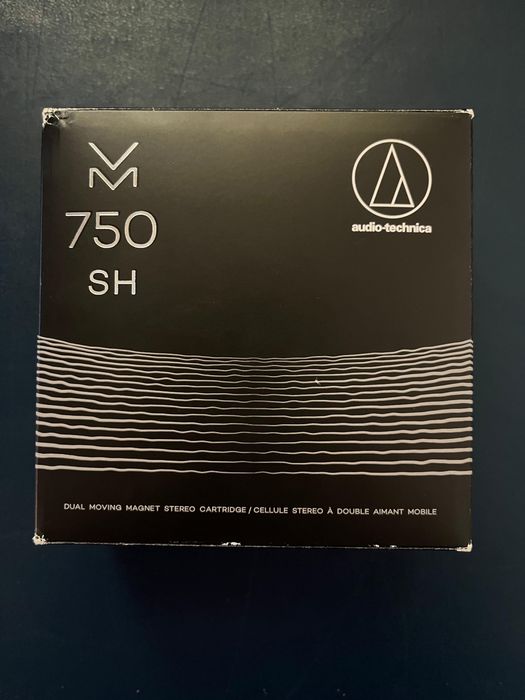 VM
750
SH
audio-technica
DUAL MOVING MAGNET STEREO CARTRIDGE / CELLULE STEREO À DOUBLE AIMANT MOBILE